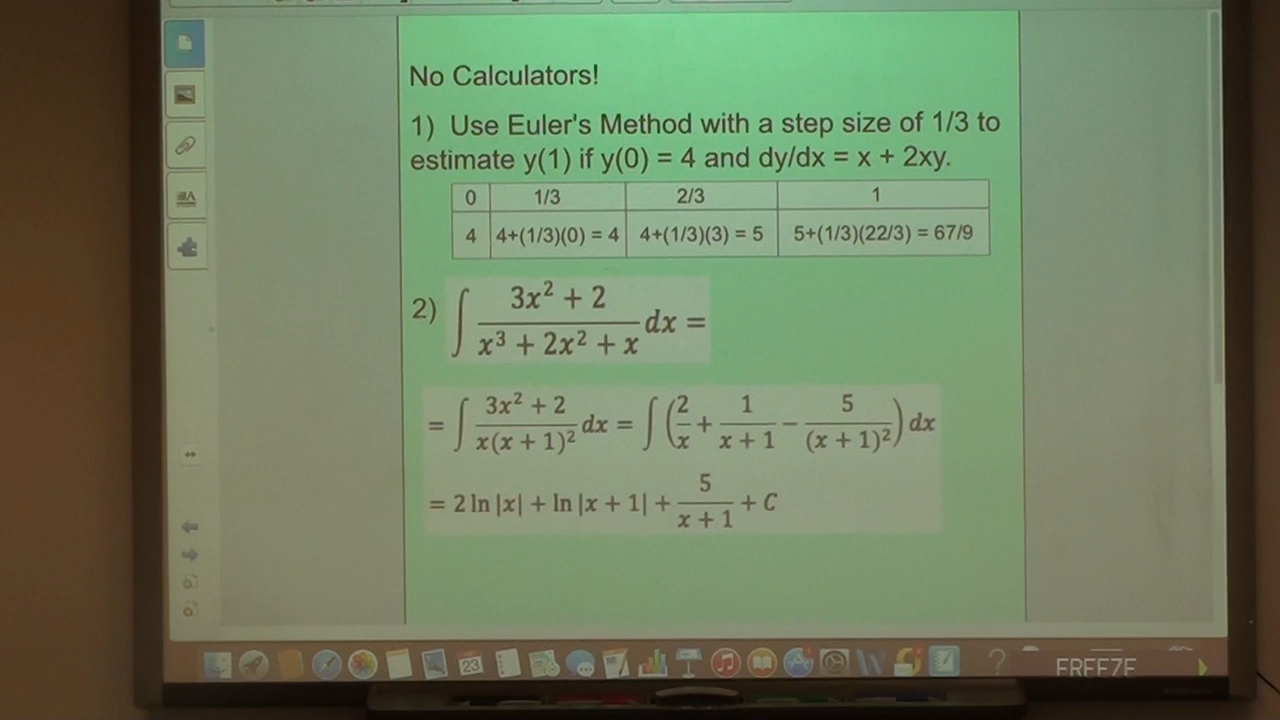 No Calculators!
1) Use Euler's Method with a step size of 1/3 to
estimate y(1) if y(0) = 4 and dy/dx = x + 2xy.
0 1/3 2/3 1
4 4+(1/3)(0) = 4 4+(1/3)(3) = 5 5+(1/3)(22/3) = 67/9
2) ∫ (3x² + 2)/(x³ + 2x² + x) dx =
= ∫ (3x² + 2)/(x(x + 1)²) dx = ∫ (2/x + 1/(x + 1) − 5/(x + 1)²) dx
= 2 ln |x| + ln |x + 1| + 5/(x + 1) + C
23
?
FREEZE